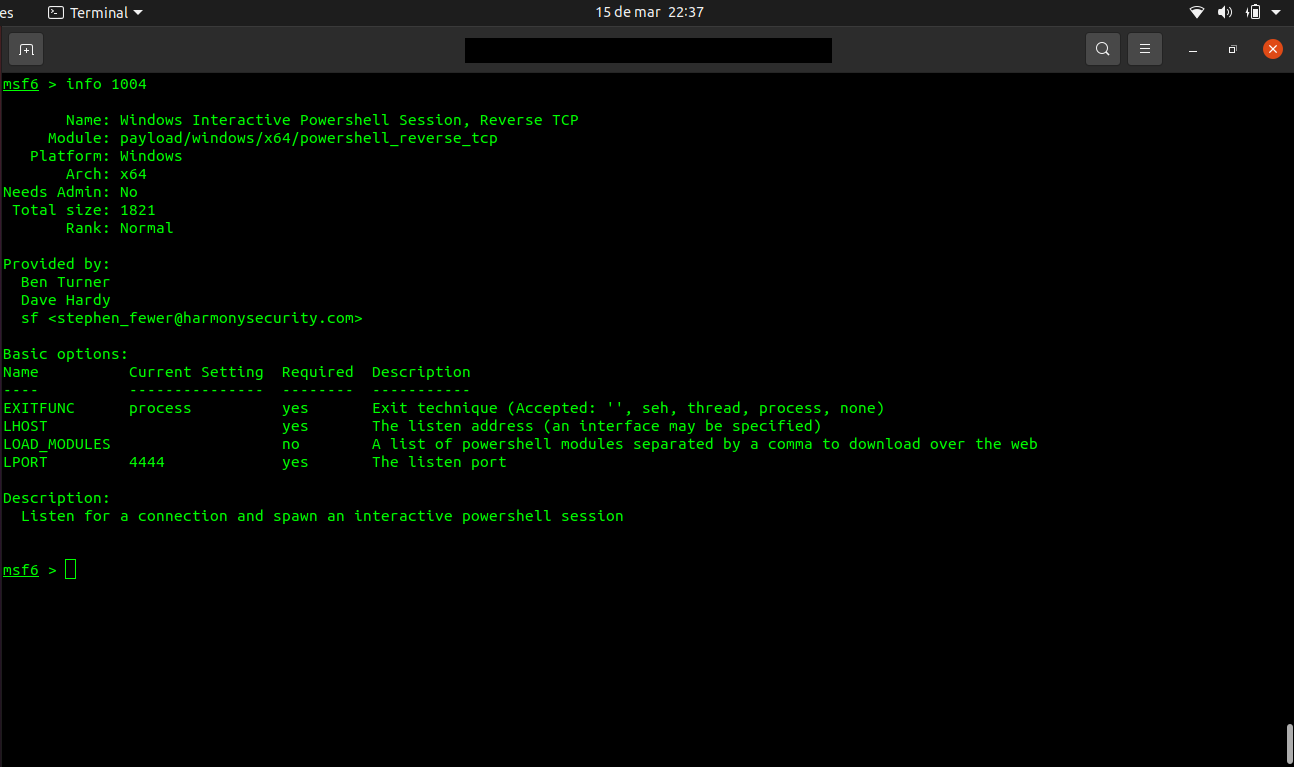 es Terminal 15 de mar 22:37
msf6 > info 1004
Name: Windows Interactive Powershell Session, Reverse TCP
Module: payload/windows/x64/powershell_reverse_tcp
Platform: Windows
Arch: x64
Needs Admin: No
Total size: 1821
Rank: Normal
Provided by:
Ben Turner
Dave Hardy
sf <stephen_fewer@harmonysecurity.com>
Basic options:
Name Current Setting Required Description
---- --------------- -------- -----------
EXITFUNC process yes Exit technique (Accepted: '', seh, thread, process, none)
LHOST yes The listen address (an interface may be specified)
LOAD_MODULES no A list of powershell modules separated by a comma to download over the web
LPORT 4444 yes The listen port
Description:
Listen for a connection and spawn an interactive powershell session
msf6 >